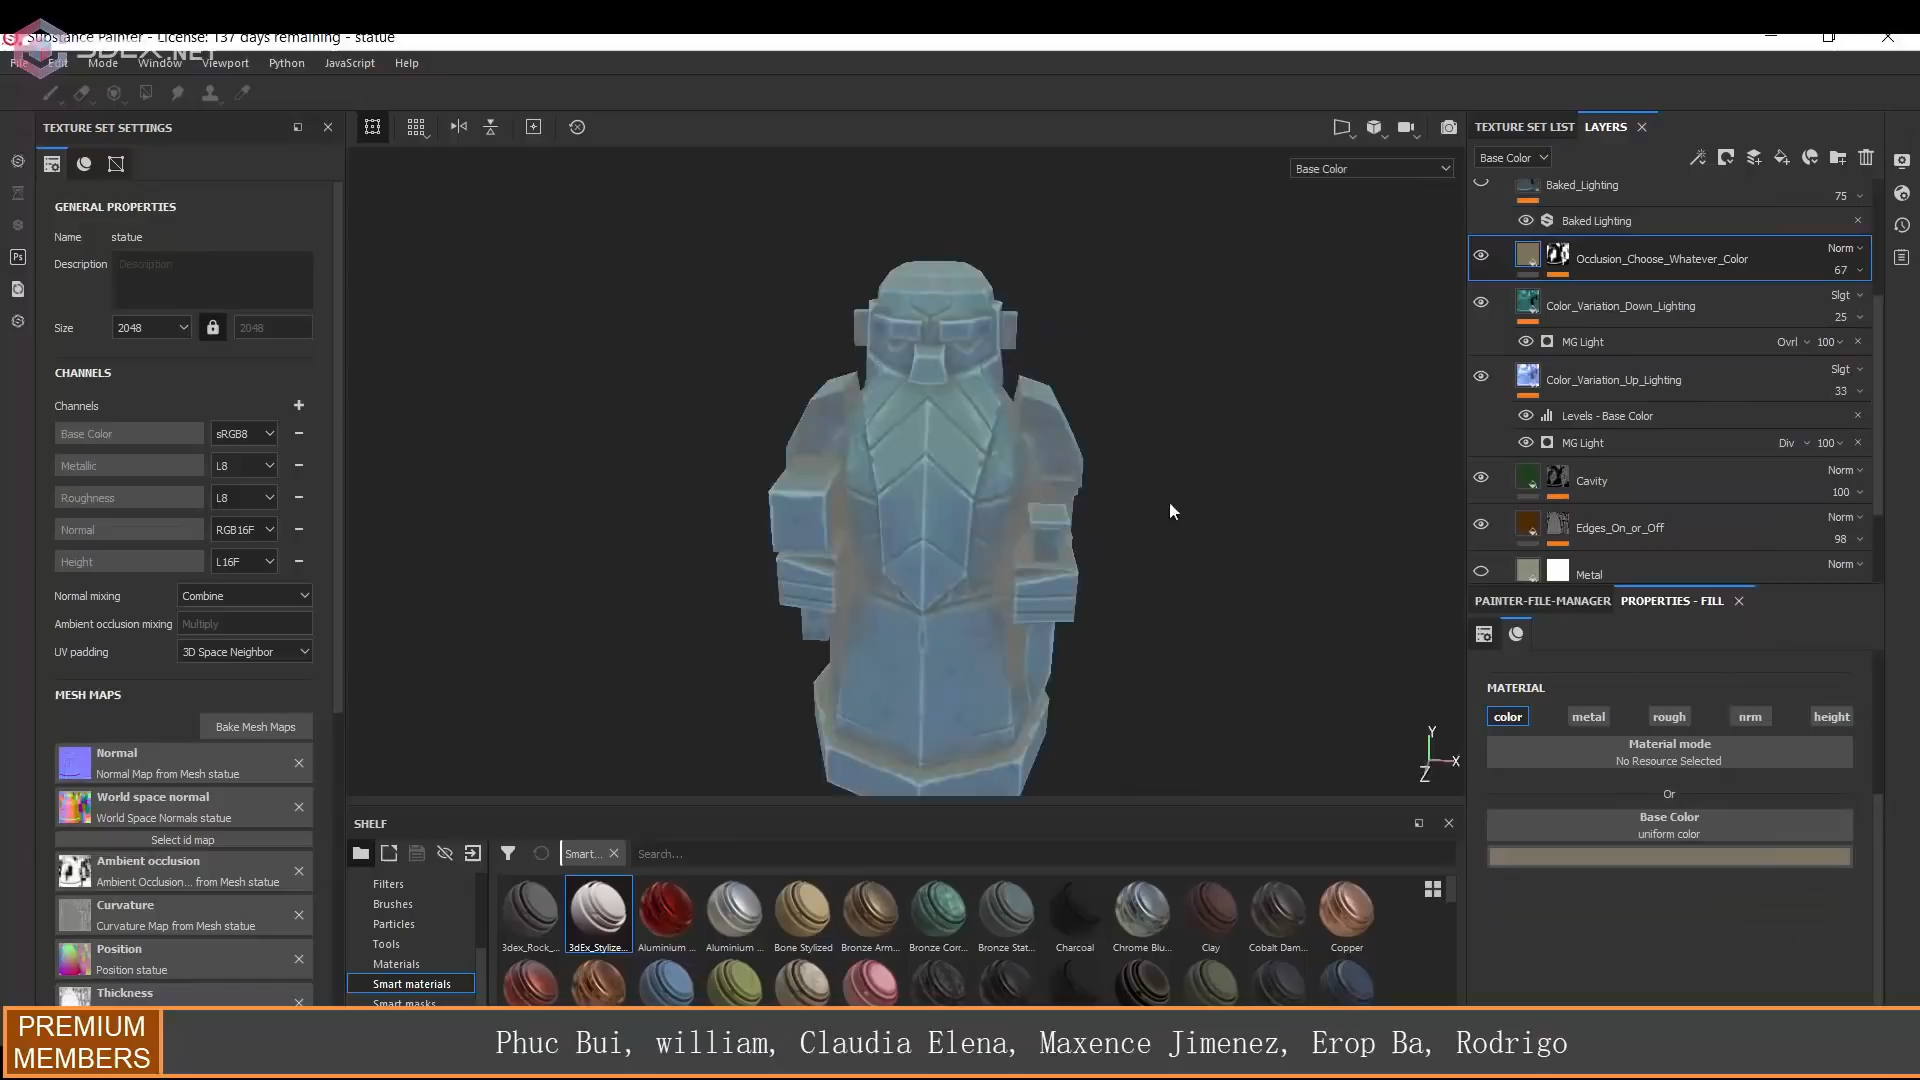 Substance Painter - License: 137 days remaining - statue
3DEX.NET
File Edit Mode Window Viewport Python JavaScript Help
TEXTURE SET SETTINGS
GENERAL PROPERTIES
Name statue
Description Description
Size 2048 2048
CHANNELS
Channels
Base Color sRGB8
Metallic L8
Roughness L8
Normal RGB16F
Height L16F
Normal mixing Combine
Ambient occlusion mixing Multiply
UV padding 3D Space Neighbor
MESH MAPS
Bake Mesh Maps
Normal
Normal Map from Mesh statue
World space normal
World Space Normals statue
Select id map
Ambient occlusion
Ambient Occlusion... from Mesh statue
Curvature
Curvature Map from Mesh statue
Position
Position statue
Thickness
Ps
Base Color
Y
X
Z
SHELF
Smart...
Search...
Filters
Brushes
Particles
Tools
Materials
Smart materials
Smart masks
3dex_Rock_... 3dEx_Stylize... Aluminium ... Aluminium ... Bone Stylized Bronze Arm... Bronze Corr... Bronze Stat... Charcoal Chrome Blu... Clay Cobalt Dam... Copper
TEXTURE SET LIST LAYERS
Base Color
Baked_Lighting
75
Baked Lighting
Norm
Occlusion_Choose_Whatever_Color
67
Slgt
Color_Variation_Down_Lighting
25
MG Light Ovrl 100
Slgt
Color_Variation_Up_Lighting
33
Levels - Base Color
MG Light Div 100
Norm
Cavity
100
Norm
Edges_On_or_Off
98
Norm
Metal
PAINTER-FILE-MANAGER PROPERTIES - FILL
MATERIAL
color metal rough nrm height
Material mode
No Resource Selected
Or
Base Color
uniform color
PREMIUM
MEMBERS
Phuc Bui, william, Claudia Elena, Maxence Jimenez, Erop Ba, Rodrigo